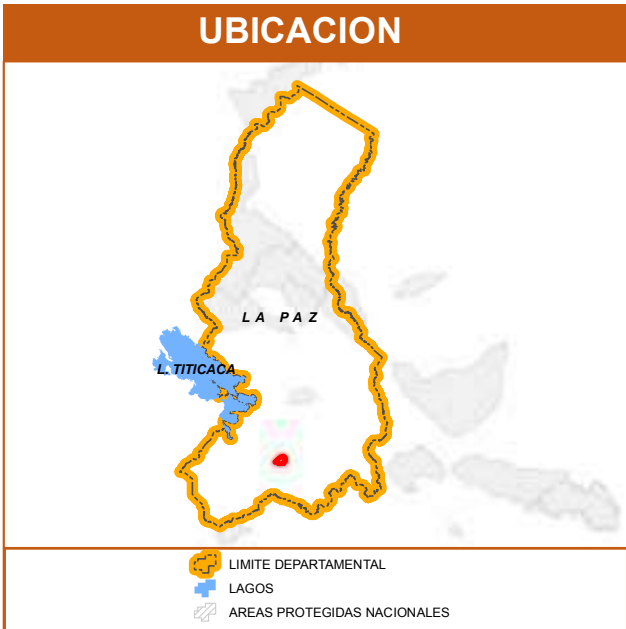 UBICACION
L A P A Z
L. TITICACA
LIMITE DEPARTAMENTAL
LAGOS
AREAS PROTEGIDAS NACIONALES